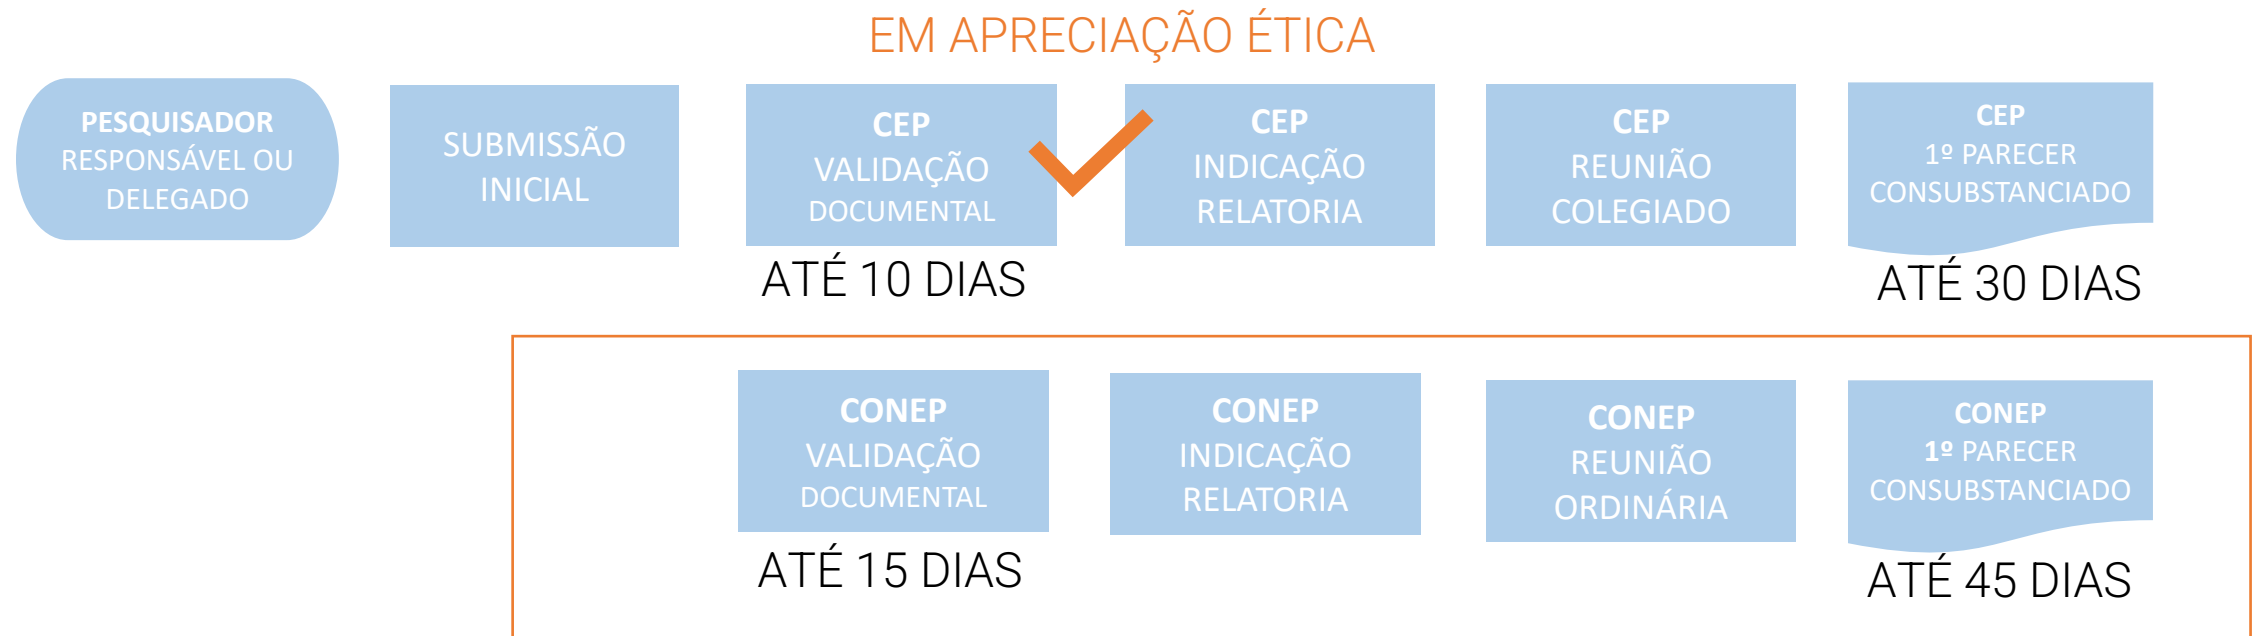 EM APRECIAÇÃO ÉTICA
PESQUISADOR
RESPONSÁVEL OU
DELEGADO
SUBMISSÃO
INICIAL
CEP
VALIDAÇÃO
DOCUMENTAL
ATÉ 10 DIAS
CEP
INDICAÇÃO
RELATORIA
CEP
REUNIÃO
COLEGIADO
CEP
1º PARECER
CONSUBSTANCIADO
ATÉ 30 DIAS
CONEP
VALIDAÇÃO
DOCUMENTAL
ATÉ 15 DIAS
CONEP
INDICAÇÃO
RELATORIA
CONEP
REUNIÃO
ORDINÁRIA
CONEP
1º PARECER
CONSUBSTANCIADO
ATÉ 45 DIAS